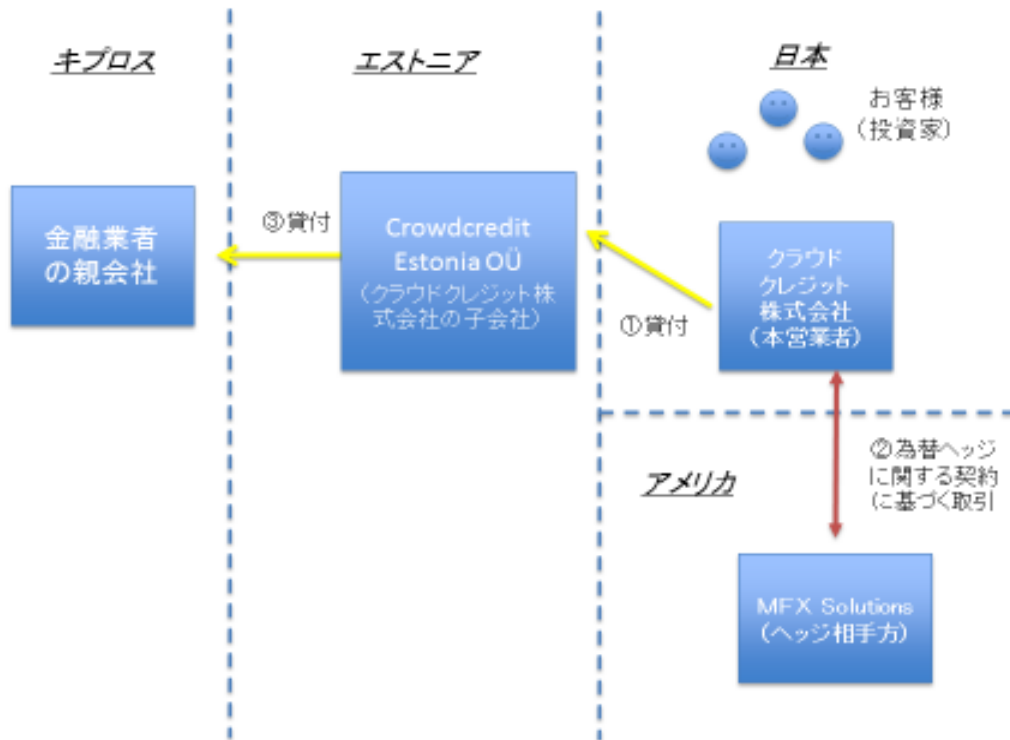 キプロス
エストニア
日本
お客様
（投資家）
金融業者
の親会社
③貸付
Crowdcredit
Estonia OÜ
（クラウドクレジット株
式会社の子会社）
①貸付
クラウド
クレジット
株式会社
（本営業者）
②為替ヘッジ
に関する契約
に基づく取引
アメリカ
MFX Solutions
（ヘッジ相手方）